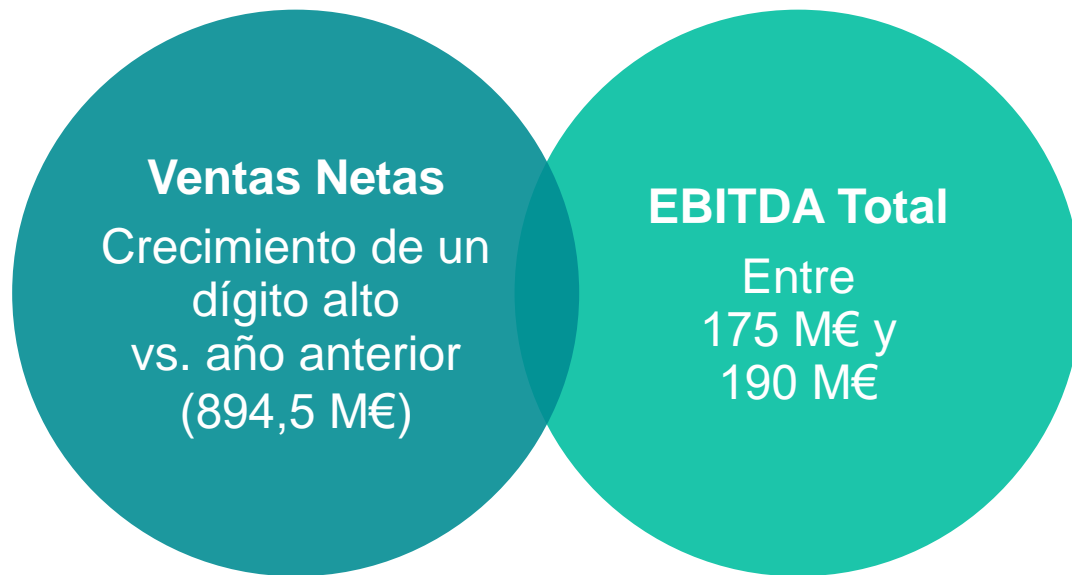 Ventas Netas
Crecimiento de un
dígito alto
vs. año anterior
(894,5 M€)
EBITDA Total
Entre
175 M€ y
190 M€